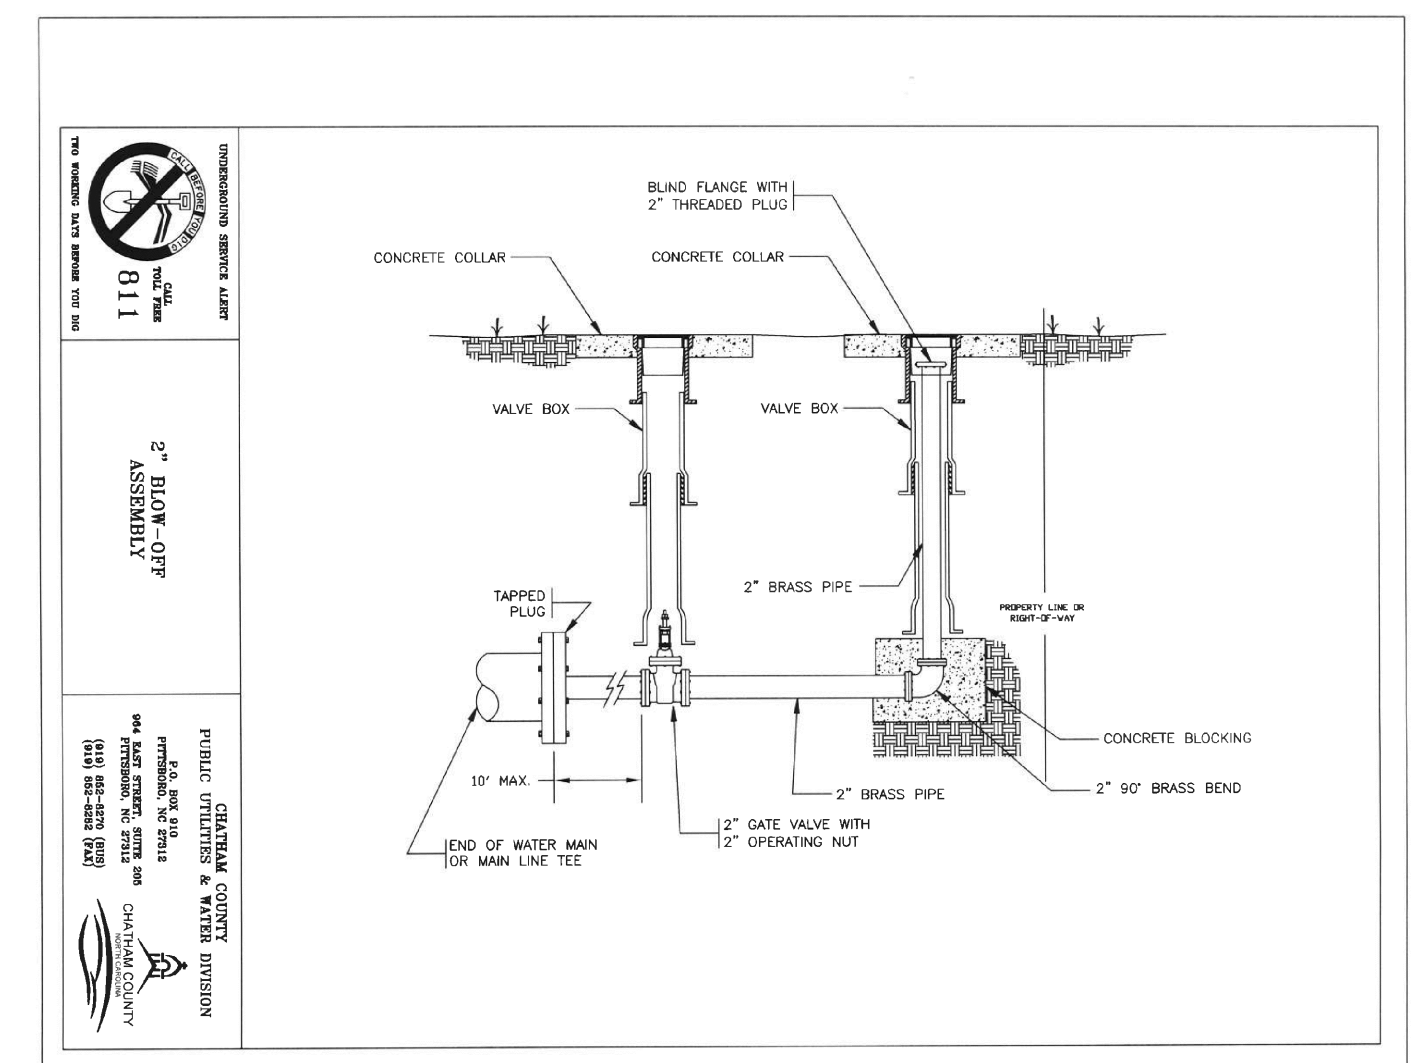 UNDERGROUND SERVICE ALERT
CALL BEFORE YOU DIG
CALL
TOLL FREE
811
TWO WORKING DAYS BEFORE YOU DIG
2" BLOW-OFF
ASSEMBLY
CHATHAM COUNTY
PUBLIC UTILITIES & WATER DIVISION
P.O. BOX 910
PITTSBORO, NC 27312
964 EAST STREET, SUITE 205
PITTSBORO, NC 27312
(919) 852-8270 (BUS)
(919) 852-8282 (FAX)
CHATHAM COUNTY
NORTH CAROLINA
BLIND FLANGE WITH
2" THREADED PLUG
CONCRETE COLLAR
CONCRETE COLLAR
VALVE BOX
VALVE BOX
2" BRASS PIPE
TAPPED
PLUG
PROPERTY LINE OR
RIGHT-OF-WAY
CONCRETE BLOCKING
10' MAX.
2" BRASS PIPE
2" 90° BRASS BEND
2" GATE VALVE WITH
2" OPERATING NUT
END OF WATER MAIN
OR MAIN LINE TEE